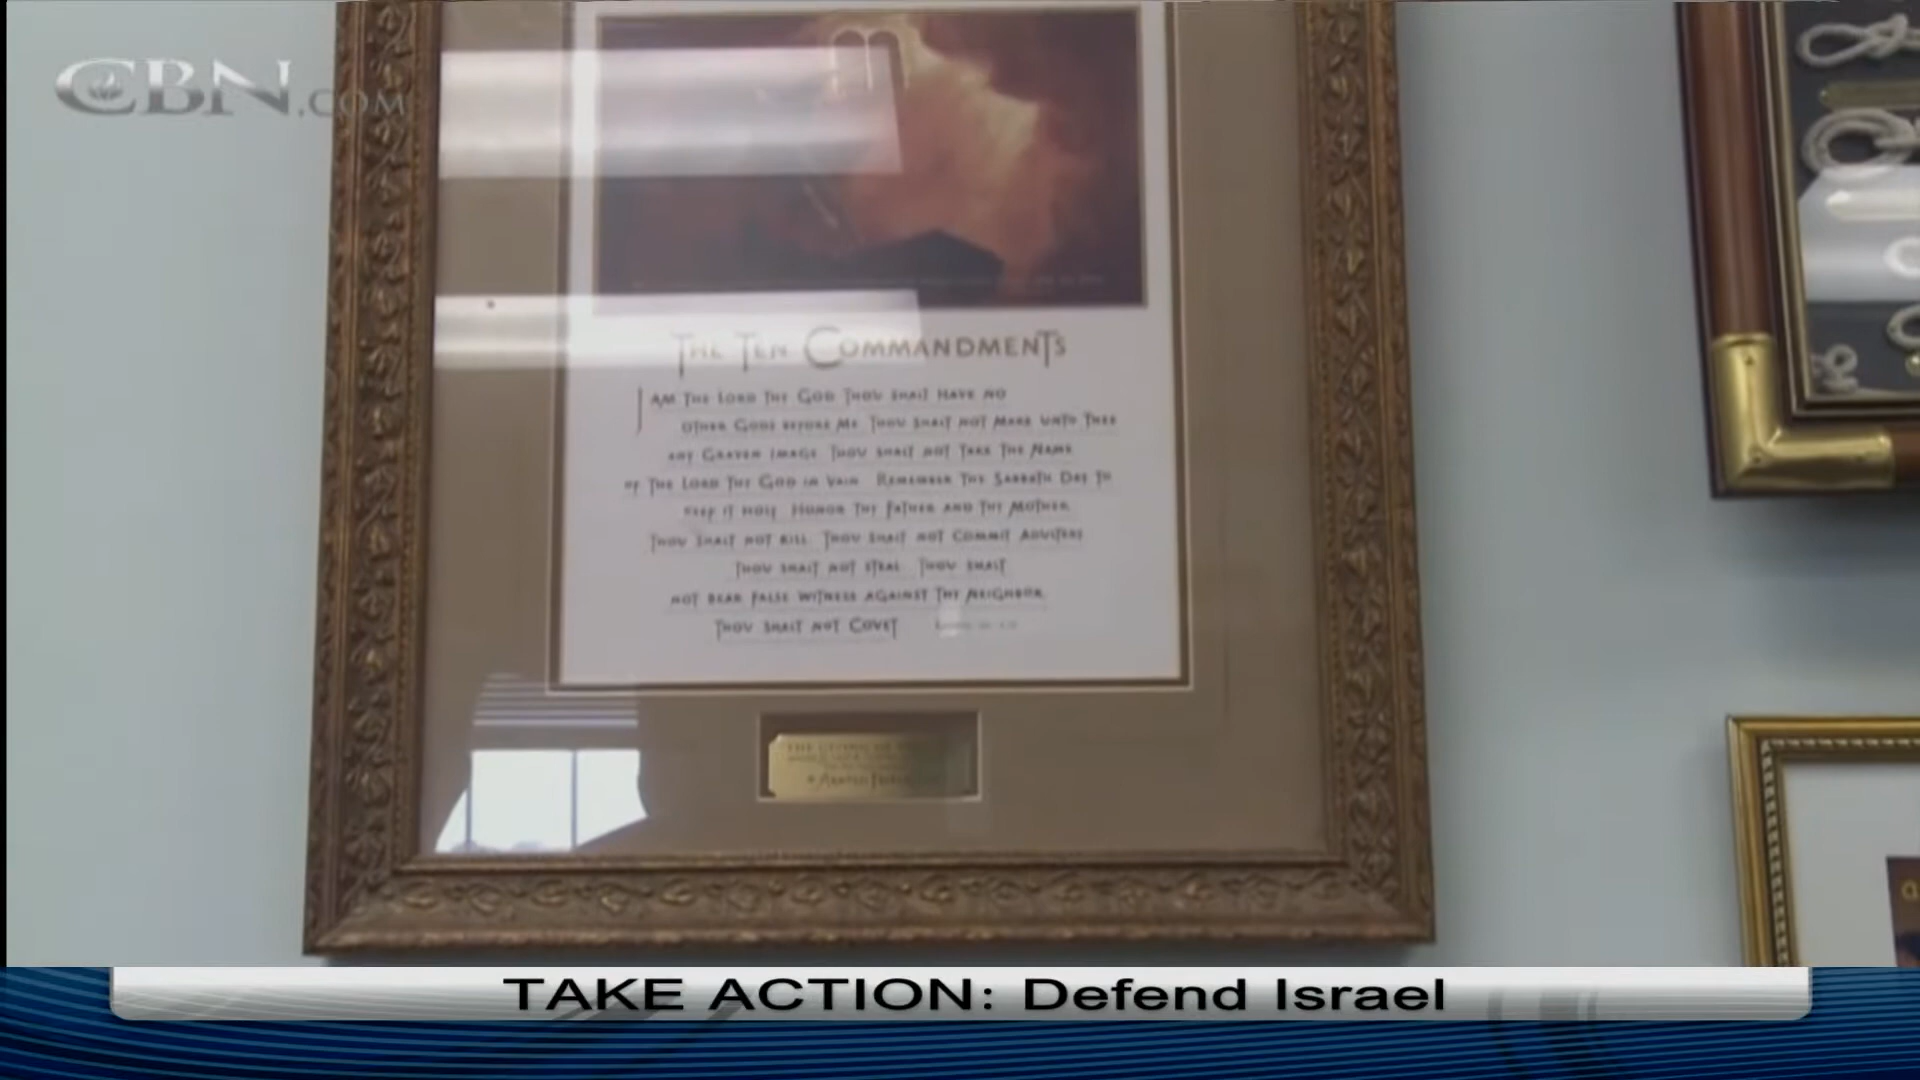 CBN.COM
THE TEN COMMANDMENTS
I AM THE LORD THY GOD THOU SHALT HAVE NO
OTHER GODS BEFORE ME THOU SHALT NOT MAKE UNTO THEE
ANY GRAVEN IMAGE THOU SHALT NOT TAKE THE NAME
OF THE LORD THY GOD IN VAIN REMEMBER THE SABBATH DAY TO
KEEP IT HOLY HONOR THY FATHER AND THY MOTHER
THOU SHALT NOT KILL THOU SHALT NOT COMMIT ADULTERY
THOU SHALT NOT STEAL THOU SHALT
NOT BEAR FALSE WITNESS AGAINST THY NEIGHBOR
THOU SHALT NOT COVET
TAKE ACTION: Defend Israel